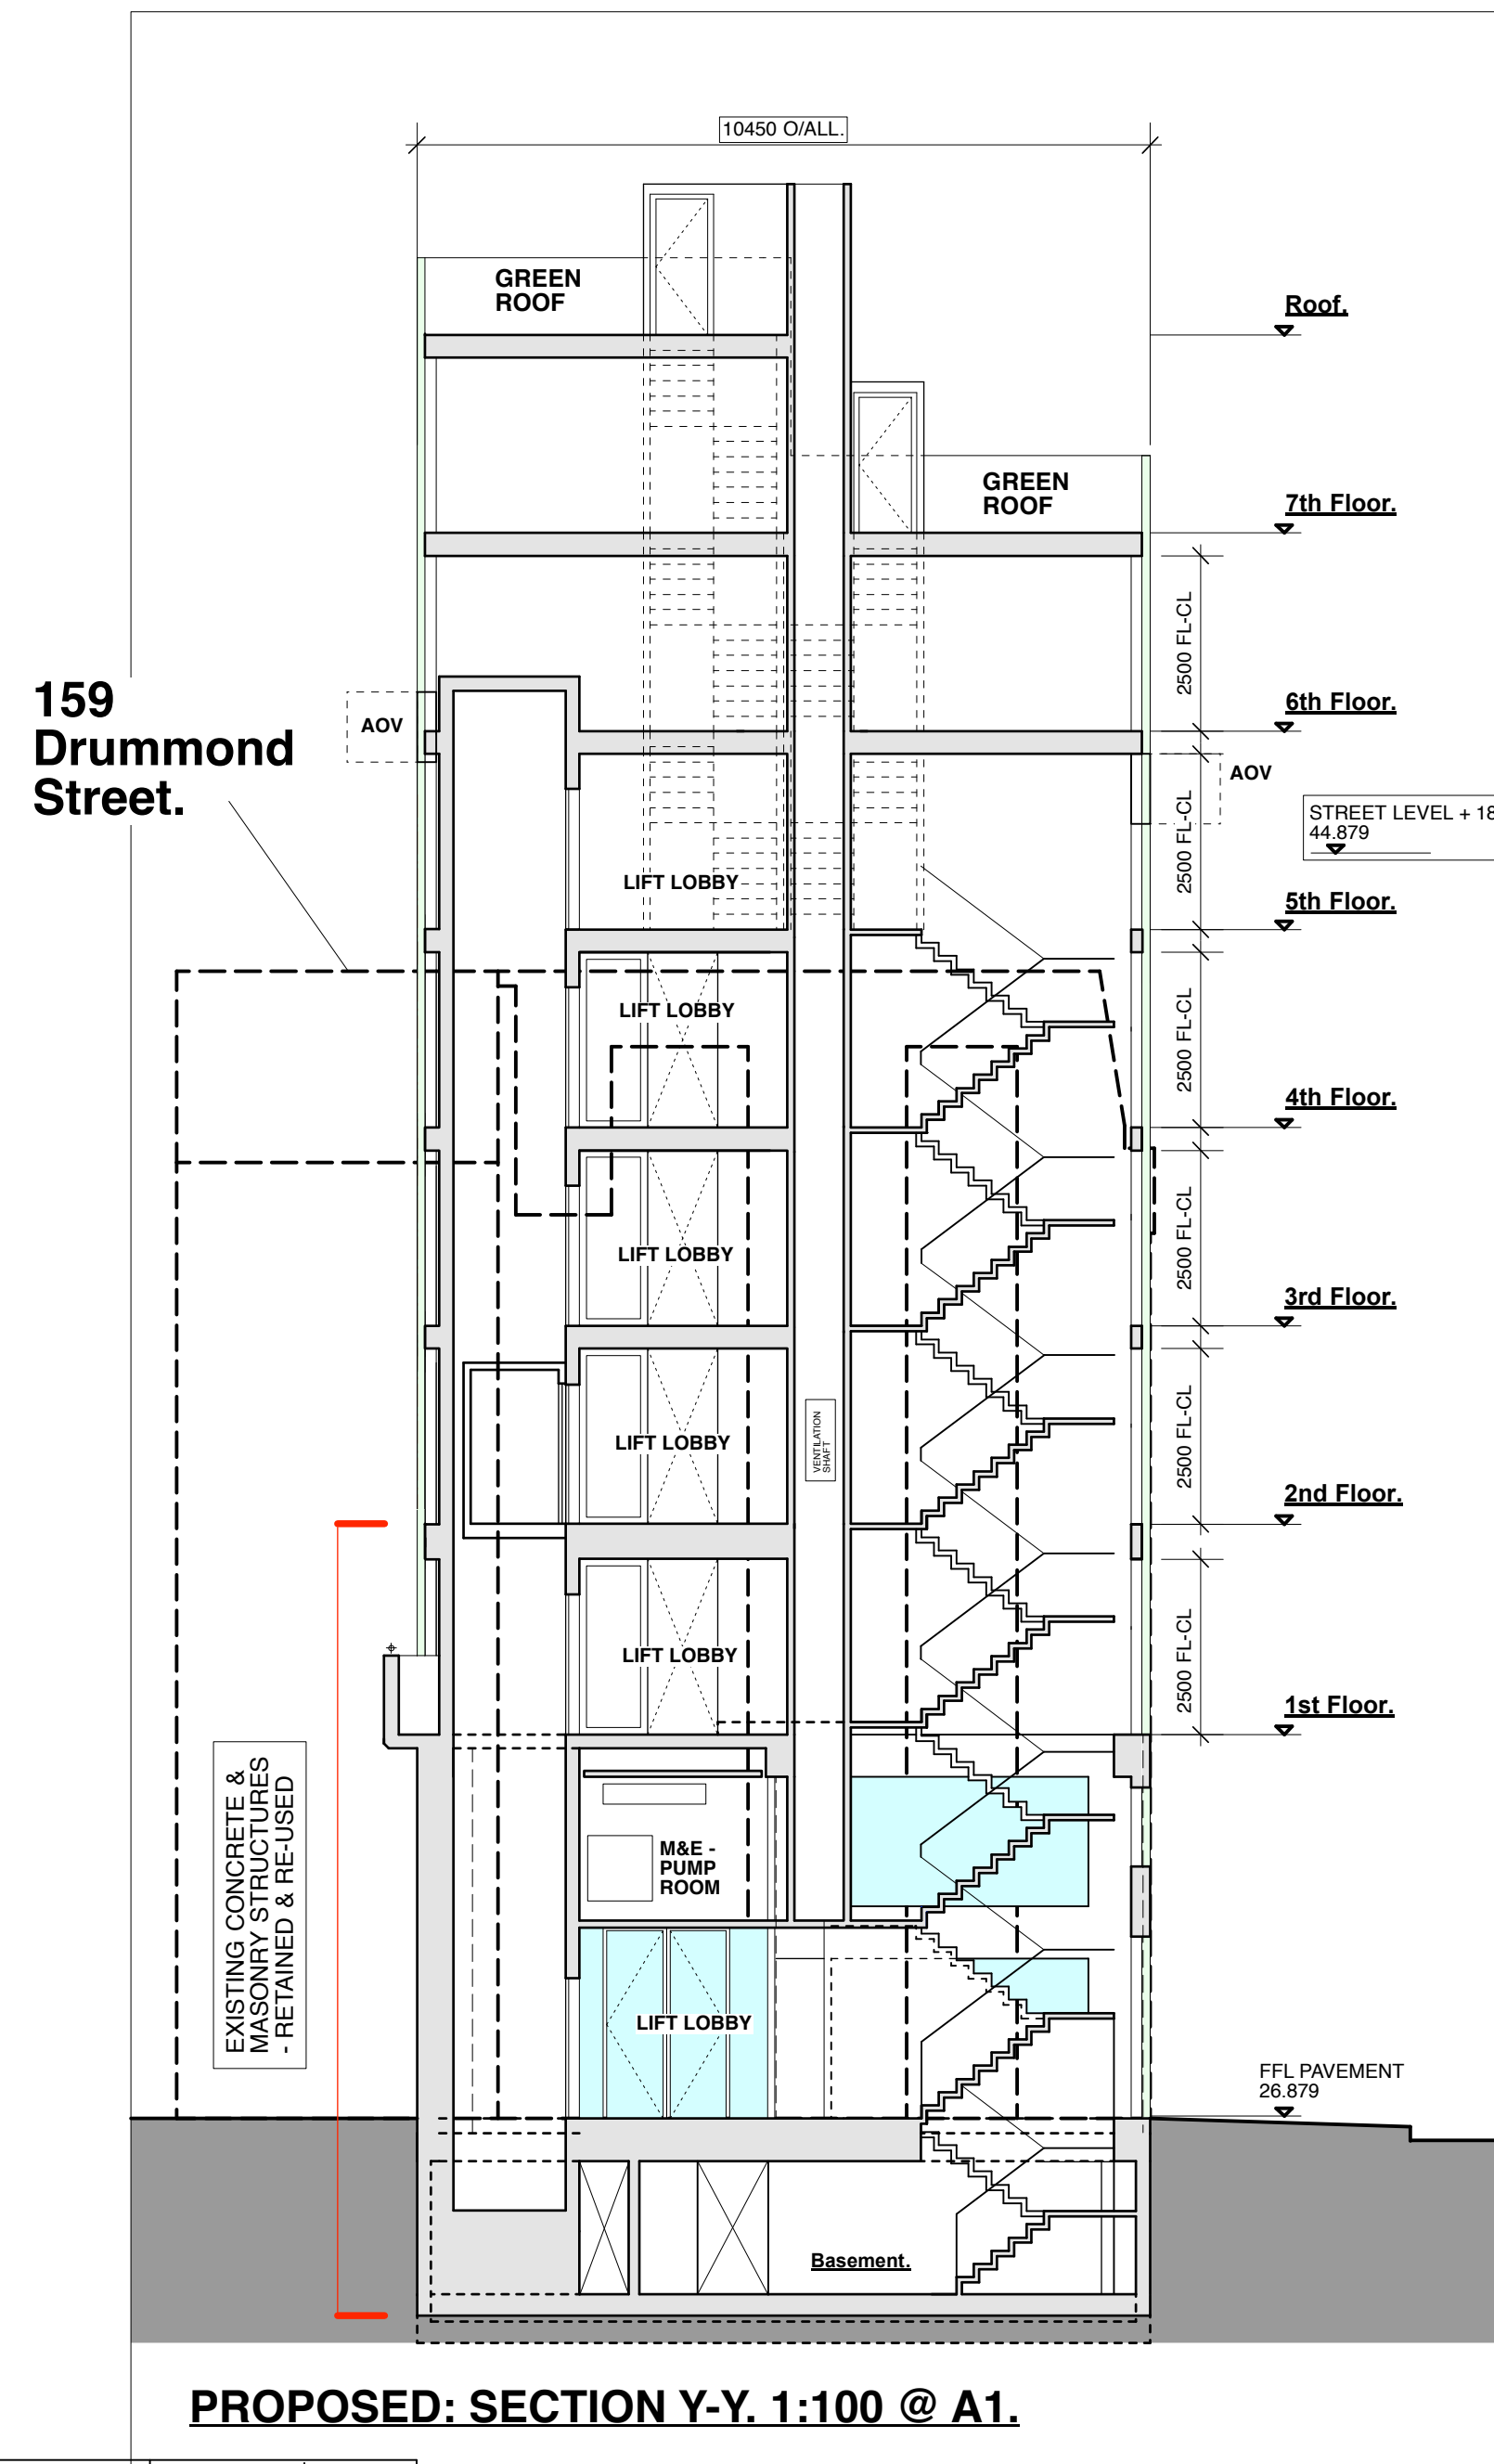 10450 O/ALL.
GREEN
ROOF
Roof.
GREEN
ROOF
7th Floor.
2500 FL-CL
6th Floor.
159
Drummond
Street.
AOV
AOV
STREET LEVEL + 18
44.879
2500 FL-CL
LIFT LOBBY
5th Floor.
LIFT LOBBY
2500 FL-CL
4th Floor.
LIFT LOBBY
2500 FL-CL
3rd Floor.
LIFT LOBBY
VENTILATION
SHAFT
2500 FL-CL
2nd Floor.
LIFT LOBBY
2500 FL-CL
1st Floor.
EXISTING CONCRETE &
MASONRY STRUCTURES
- RETAINED & RE-USED
M&E -
PUMP
ROOM
LIFT LOBBY
FFL PAVEMENT
26.879
Basement.
PROPOSED: SECTION Y-Y. 1:100 @ A1.